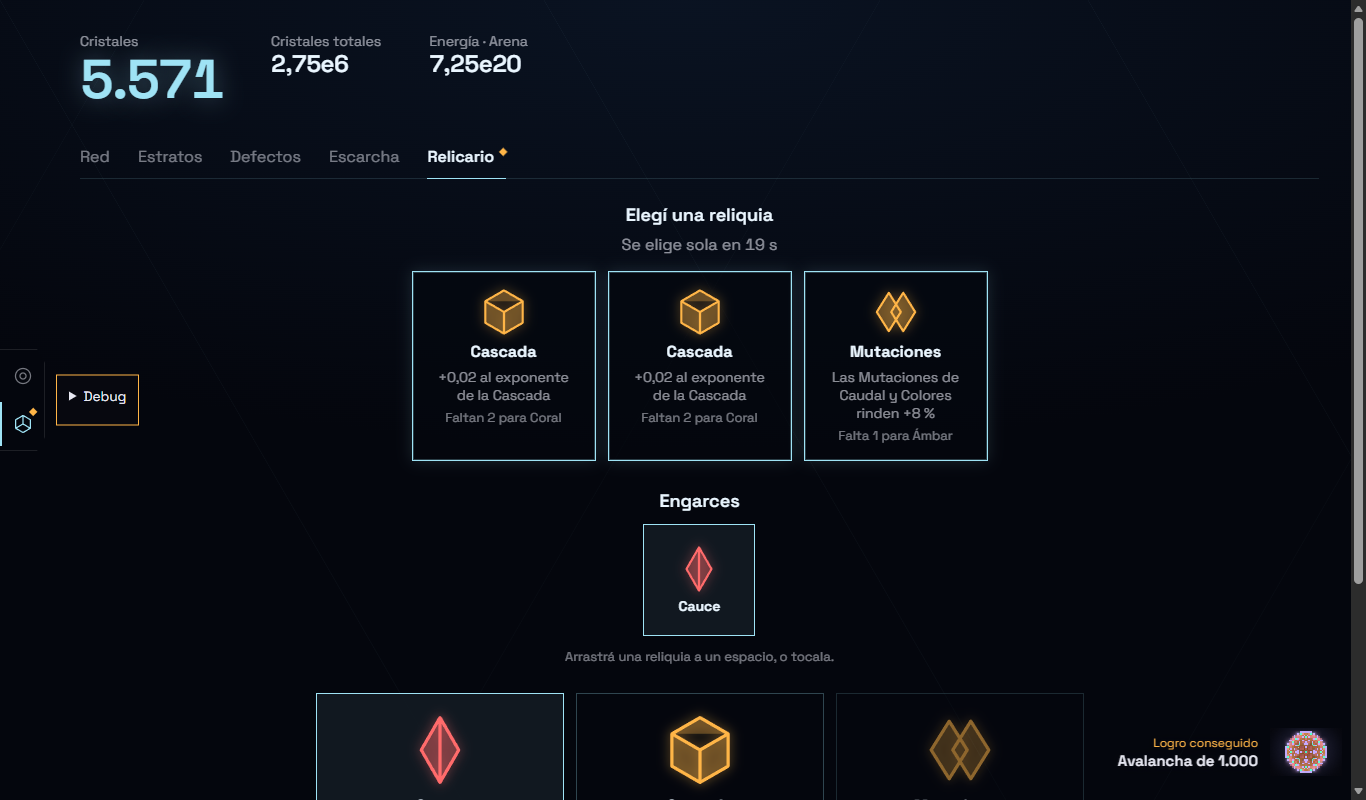 Cristales
5.571
Cristales totales
2,75e6
Energía · Arena
7,25e20
Red
Estratos
Defectos
Escarcha
Relicario
Elegí una reliquia
Se elige sola en 19 s
Cascada
+0,02 al exponente
de la Cascada
Faltan 2 para Coral
Cascada
+0,02 al exponente
de la Cascada
Faltan 2 para Coral
Mutaciones
Las Mutaciones de
Caudal y Colores
rinden +8 %
Falta 1 para Ámbar
Debug
Engarces
Cauce
Arrastrá una reliquia a un espacio, o tocala.
Logro conseguido
Avalancha de 1.000